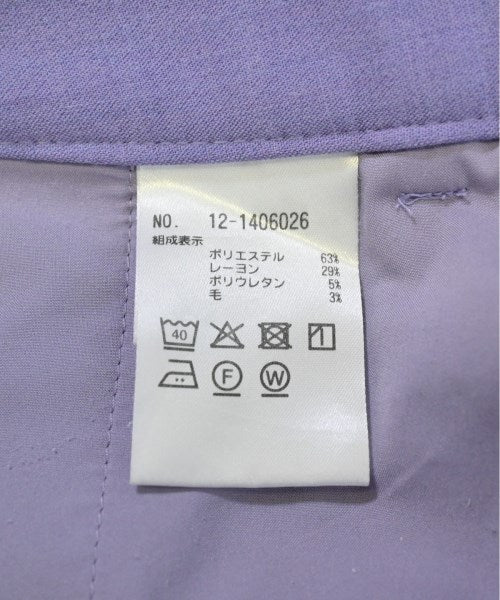 NO. 12-1406026
組成表示
ポリエステル 63%
レーヨン 29%
ポリウレタン 5%
毛 3%
40
F W